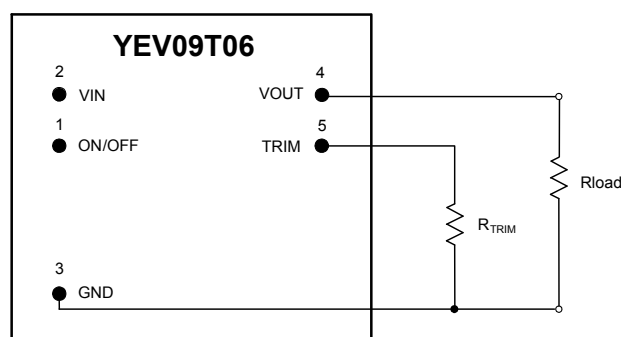 YEV09T06
2
VIN
VOUT
4
1
ON/OFF
TRIM
5
Rload
RTRIM
3
GND